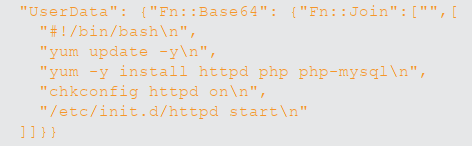 "UserData": {"Fn::Base64": {"Fn::Join":["",[
"#!/bin/bash\n",
"yum update -y\n",
"yum -y install httpd php php-mysql\n",
"chkconfig httpd on\n",
"/etc/init.d/httpd start\n"
]]}}